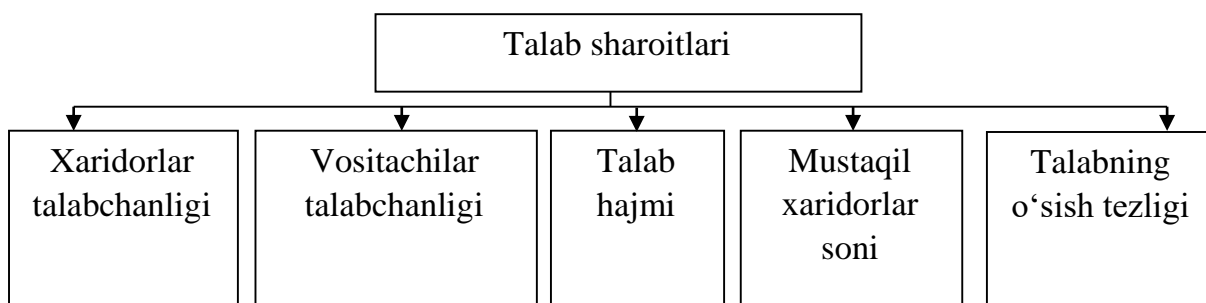 Talab sharoitlari
Xaridorlar
talabchanligi
Vositachilar
talabchanligi
Talab
hajmi
Mustaqil
xaridorlar
soni
Talabning
o‘sish tezligi